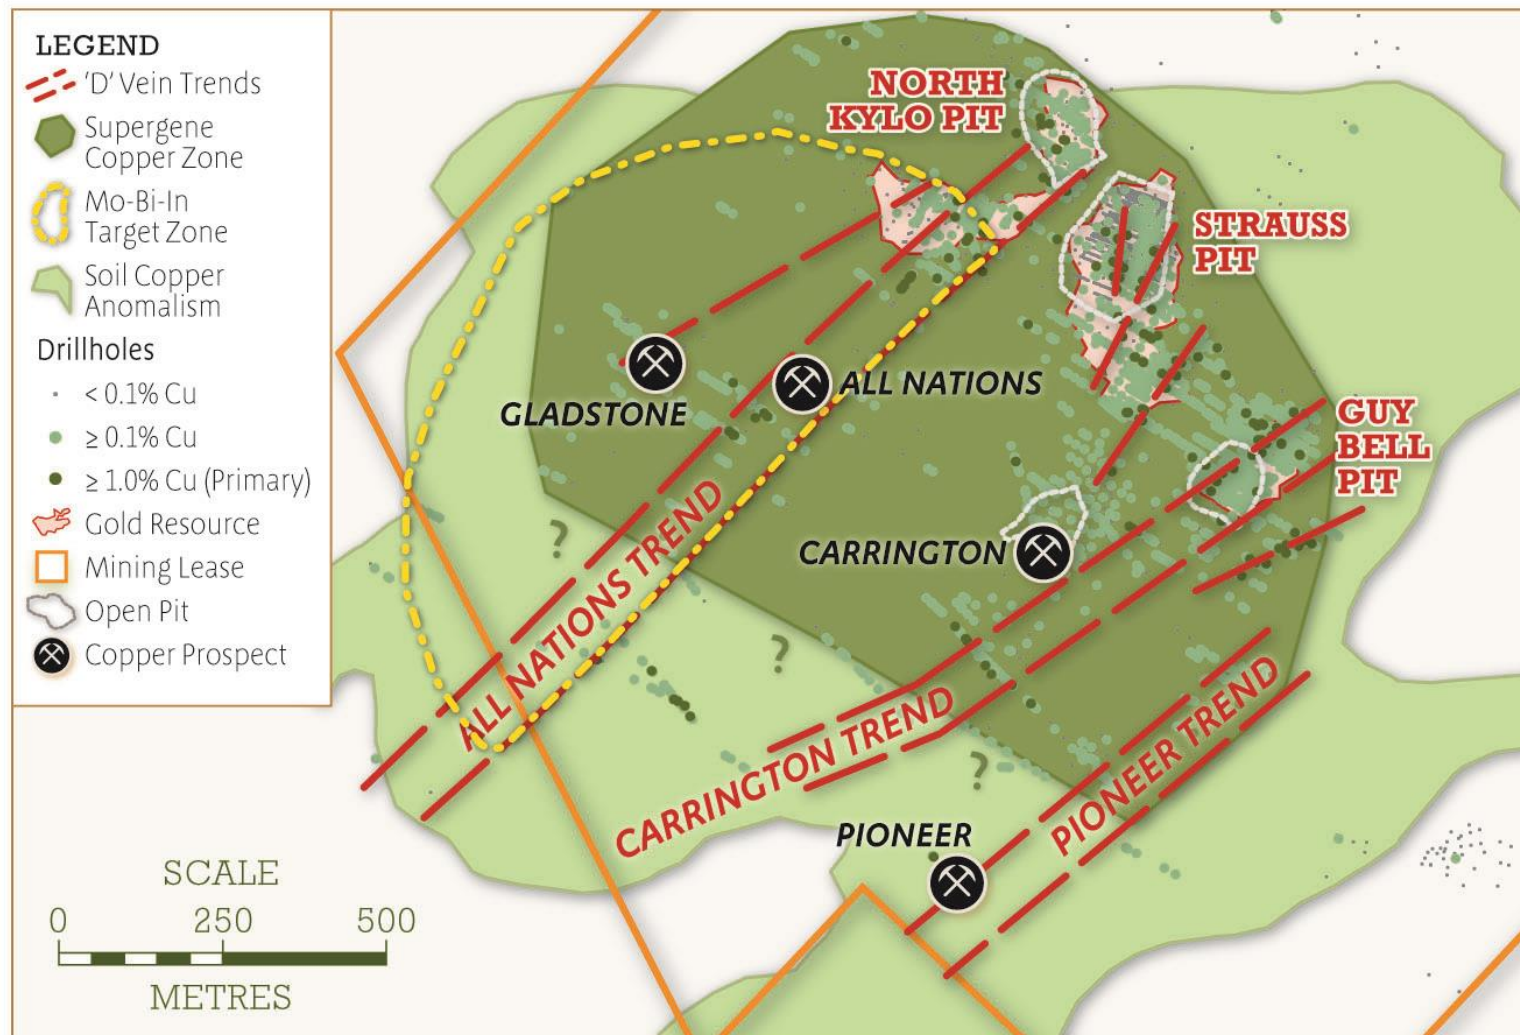 LEGEND
'D' Vein Trends
Supergene
Copper Zone
Mo-Bi-In
Target Zone
Soil Copper
Anomalism
Drillholes
< 0.1% Cu
≥ 0.1% Cu
≥ 1.0% Cu (Primary)
Gold Resource
Mining Lease
Open Pit
Copper Prospect
NORTH
KYLO PIT
STRAUSS
PIT
GUY
BELL
PIT
GLADSTONE
ALL NATIONS
CARRINGTON
PIONEER
ALL NATIONS TREND
CARRINGTON TREND
PIONEER TREND
?
?
?
SCALE
0 250 500
METRES